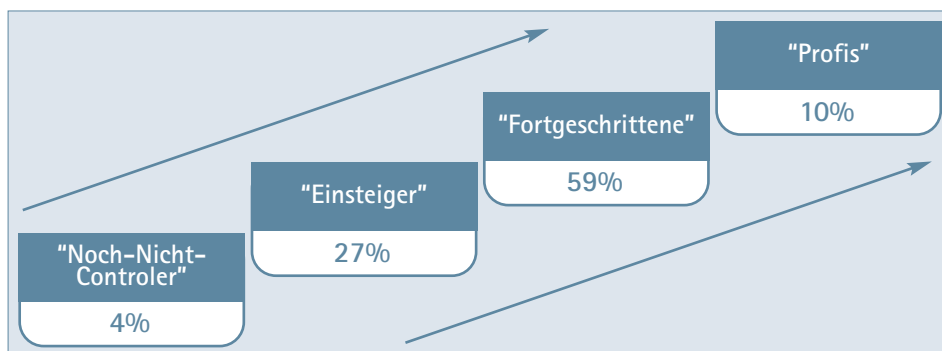 "Noch-Nicht-
Controler"
4%
"Einsteiger"
27%
"Fortgeschrittene"
59%
"Profis"
10%